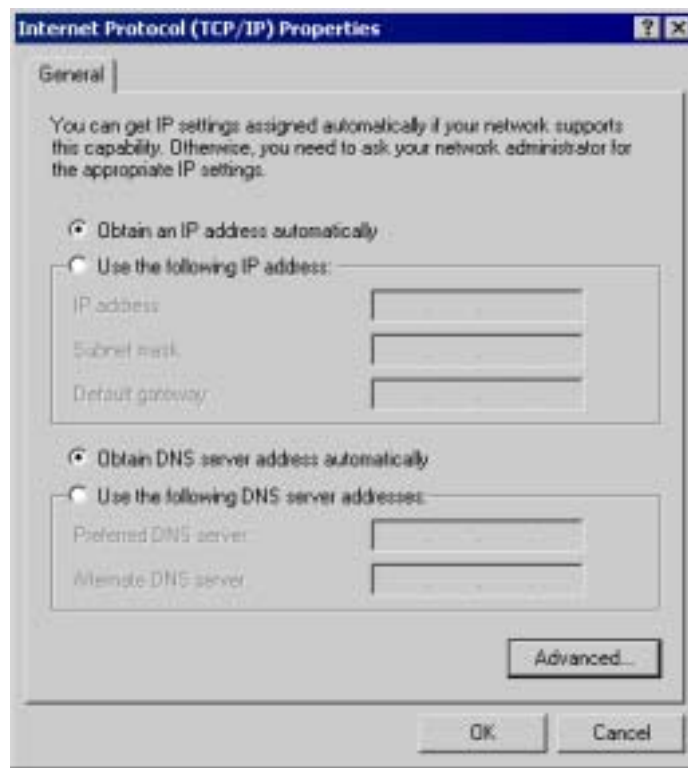 Internet Protocol (TCP/IP) Properties
General
You can get IP settings assigned automatically if your network supports
this capability. Otherwise, you need to ask your network administrator for
the appropriate IP settings.
Obtain an IP address automatically
Use the following IP address:
IP address
Subnet mask
Default gateway
Obtain DNS server address automatically
Use the following DNS server addresses:
Preferred DNS server
Alternate DNS server
Advanced...
OK
Cancel